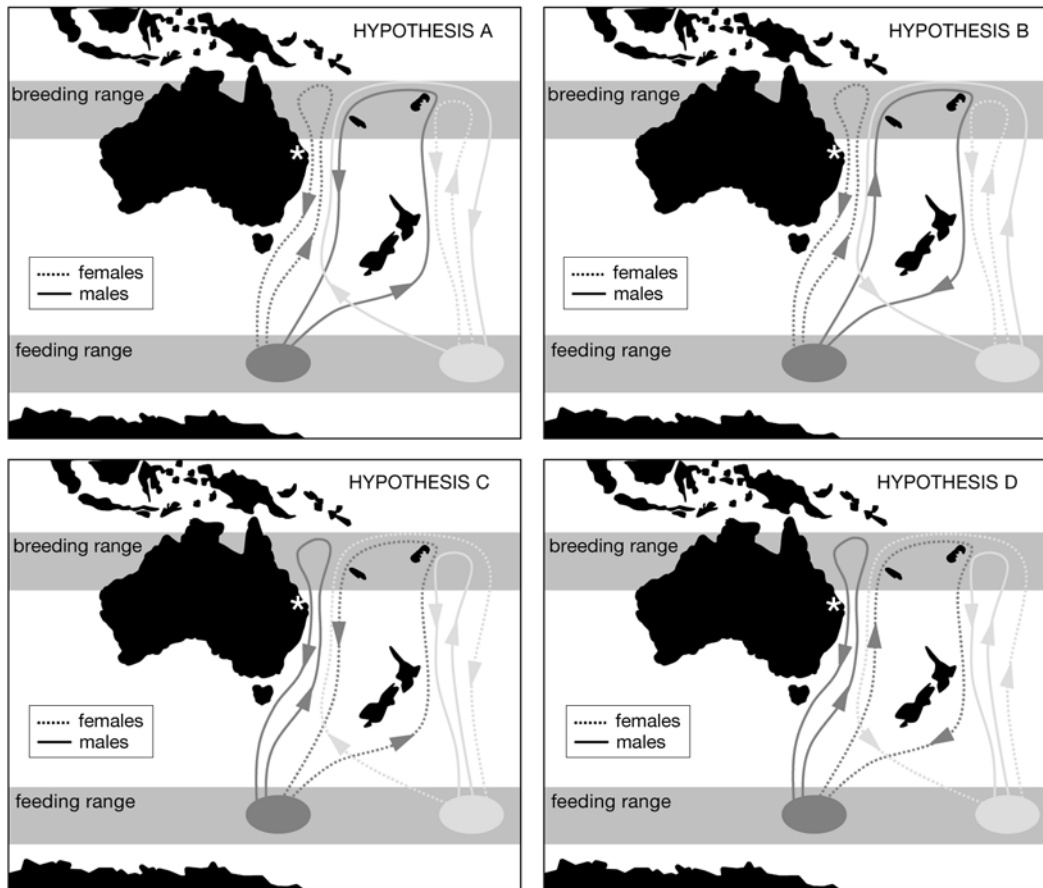 HYPOTHESIS A
breeding range
*
females
males
feeding range
HYPOTHESIS B
breeding range
*
females
males
feeding range
HYPOTHESIS C
breeding range
*
females
males
feeding range
HYPOTHESIS D
breeding range
*
females
males
feeding range